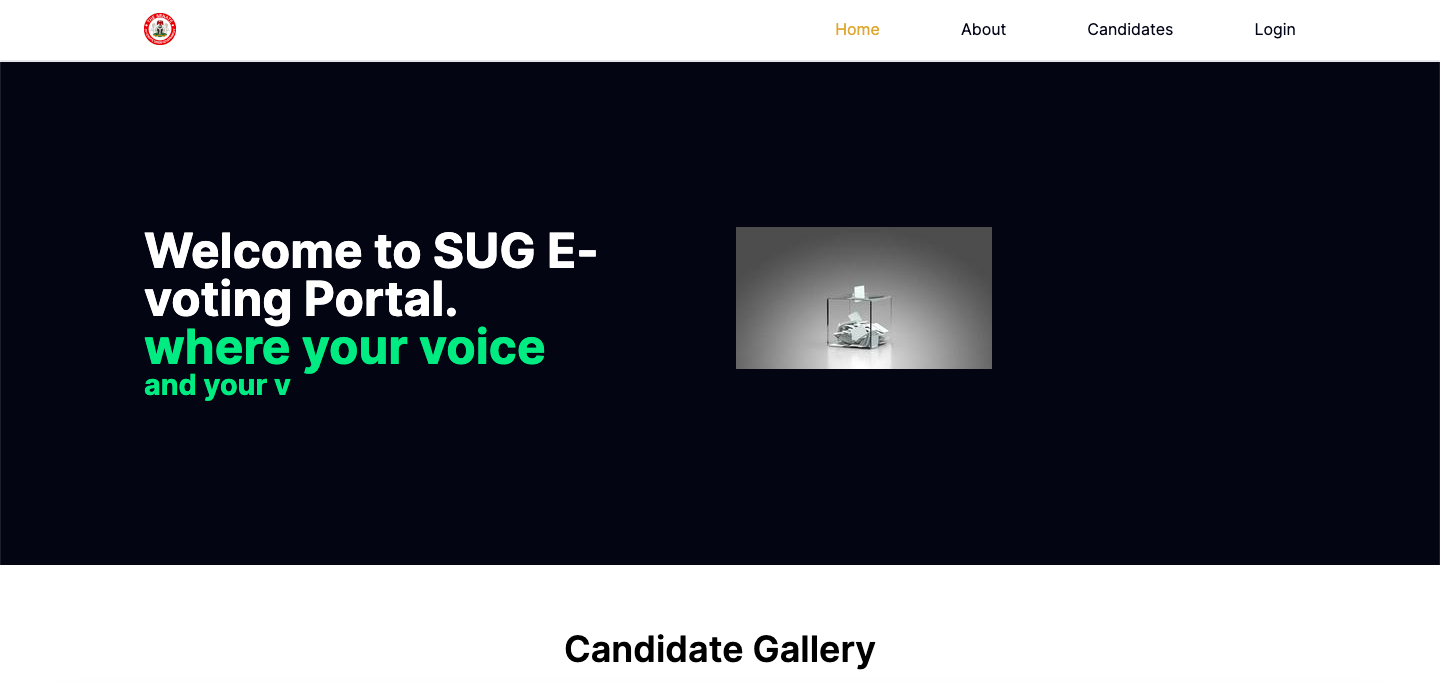 Home About Candidates Login
Welcome to SUG E-
voting Portal.
where your voice
and your v
Candidate Gallery